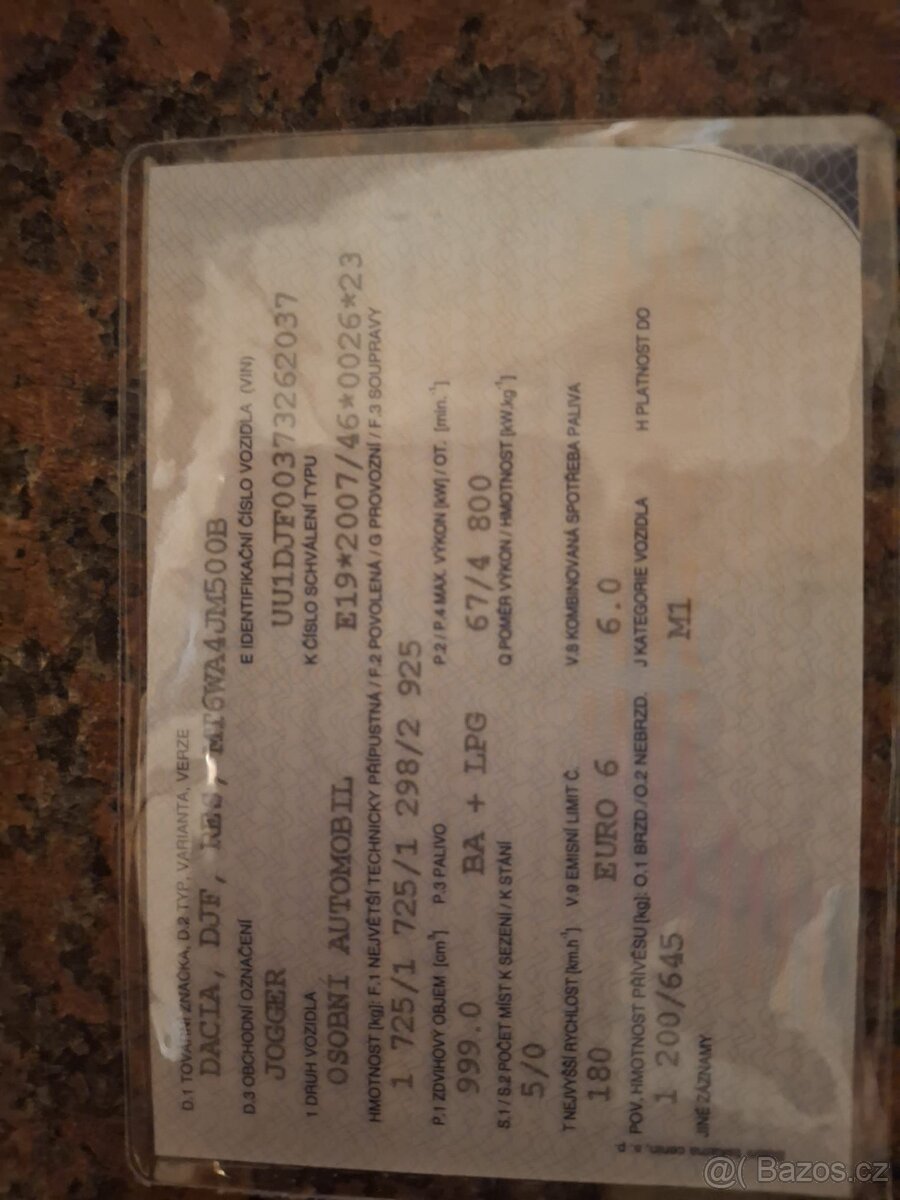 D.1 TOVÁRNÍ ZNAČKA, D.2 TYP, VARIANTA, VERZE
DACIA, DJF, MT6WA4JM500B
D.3 OBCHODNÍ OZNAČENÍ E IDENTIFIKAČNÍ ČÍSLO VOZIDLA (VIN)
JOGGER UU1DJF00373262037
1 DRUH VOZIDLA K ČÍSLO SCHVÁLENÍ TYPU
OSOBNÍ AUTOMOBIL E19*2007/46*0026*23
HMOTNOST [kg]: F.1 NEJVĚTŠÍ TECHNICKY PŘÍPUSTNÁ / F.2 POVOLENÁ / G PROVOZNÍ / F.3 SOUPRAVY
1 725/1 725/1 298/2 925
P.1 ZDVIHOVÝ OBJEM [cm³] P.3 PALIVO P.2 / P.4 MAX. VÝKON [kW] / OT. [min.⁻¹]
999.0 BA + LPG 67/4 800
S.1 / S.2 POČET MÍST K SEZENÍ / K STÁNÍ Q POMĚR VÝKON / HMOTNOST [kW.kg⁻¹]
5/0
T NEJVYŠŠÍ RYCHLOST [km.h⁻¹] V.9 EMISNÍ LIMIT Č. V.8 KOMBINOVANÁ SPOTŘEBA PALIVA
180 EURO 6 6.0
POV. HMOTNOST PŘÍVĚSU [kg]: O.1 BRZD./O.2 NEBRZD. J KATEGORIE VOZIDLA H PLATNOST DO
1 200/645 M1
JINÉ ZÁZNAMY
@( Bazos.cz